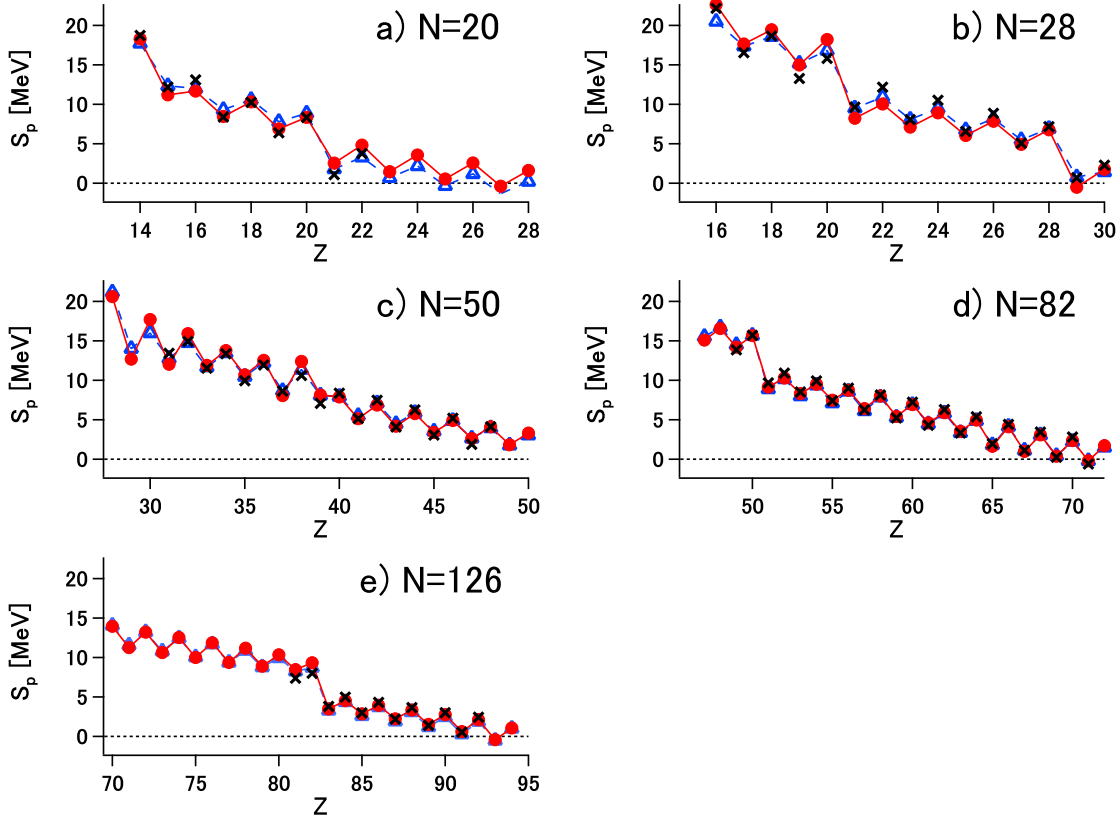 a) N=20
S_p [MeV]
20
15
10
5
0
14 16 18 20 22 24 26 28
Z
b) N=28
S_p [MeV]
20
15
10
5
0
16 18 20 22 24 26 28 30
Z
c) N=50
S_p [MeV]
20
15
10
5
0
30 35 40 45 50
Z
d) N=82
S_p [MeV]
20
15
10
5
0
50 55 60 65 70
Z
e) N=126
S_p [MeV]
20
15
10
5
0
70 75 80 85 90 95
Z